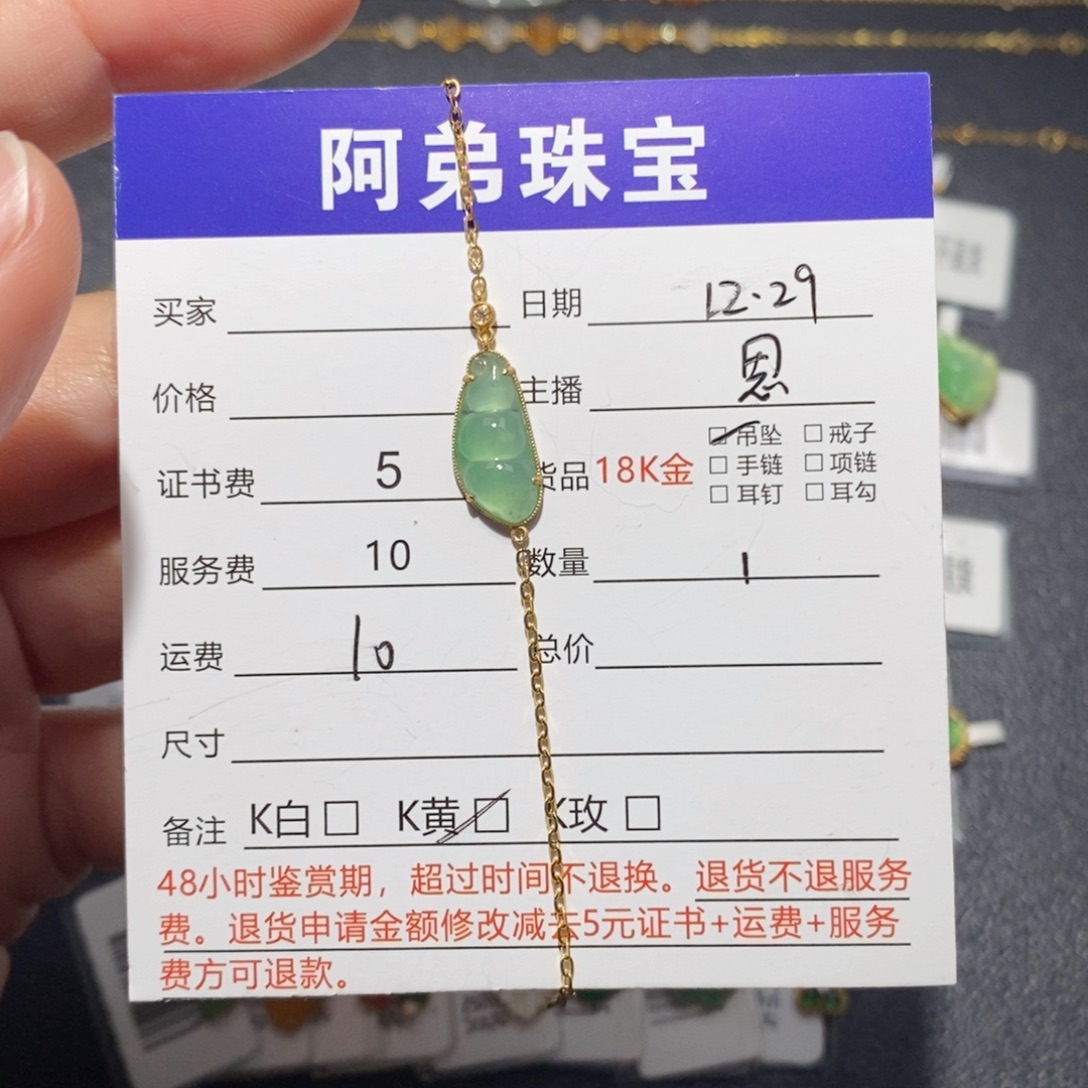 阿弟珠宝
买家 日期 12.29
价格 主播 恩
证书费 5 货品 18K金 ☑吊坠 □戒子
□手链 □项链
□耳钉 □耳勾
服务费 10 数量 1
运费 10 总价
尺寸
备注 K白□ K黄☑ K玫□
48小时鉴赏期，超过时间不退换。退货不退服务
费。退货申请金额修改减去5元证书+运费+服务
费方可退款。